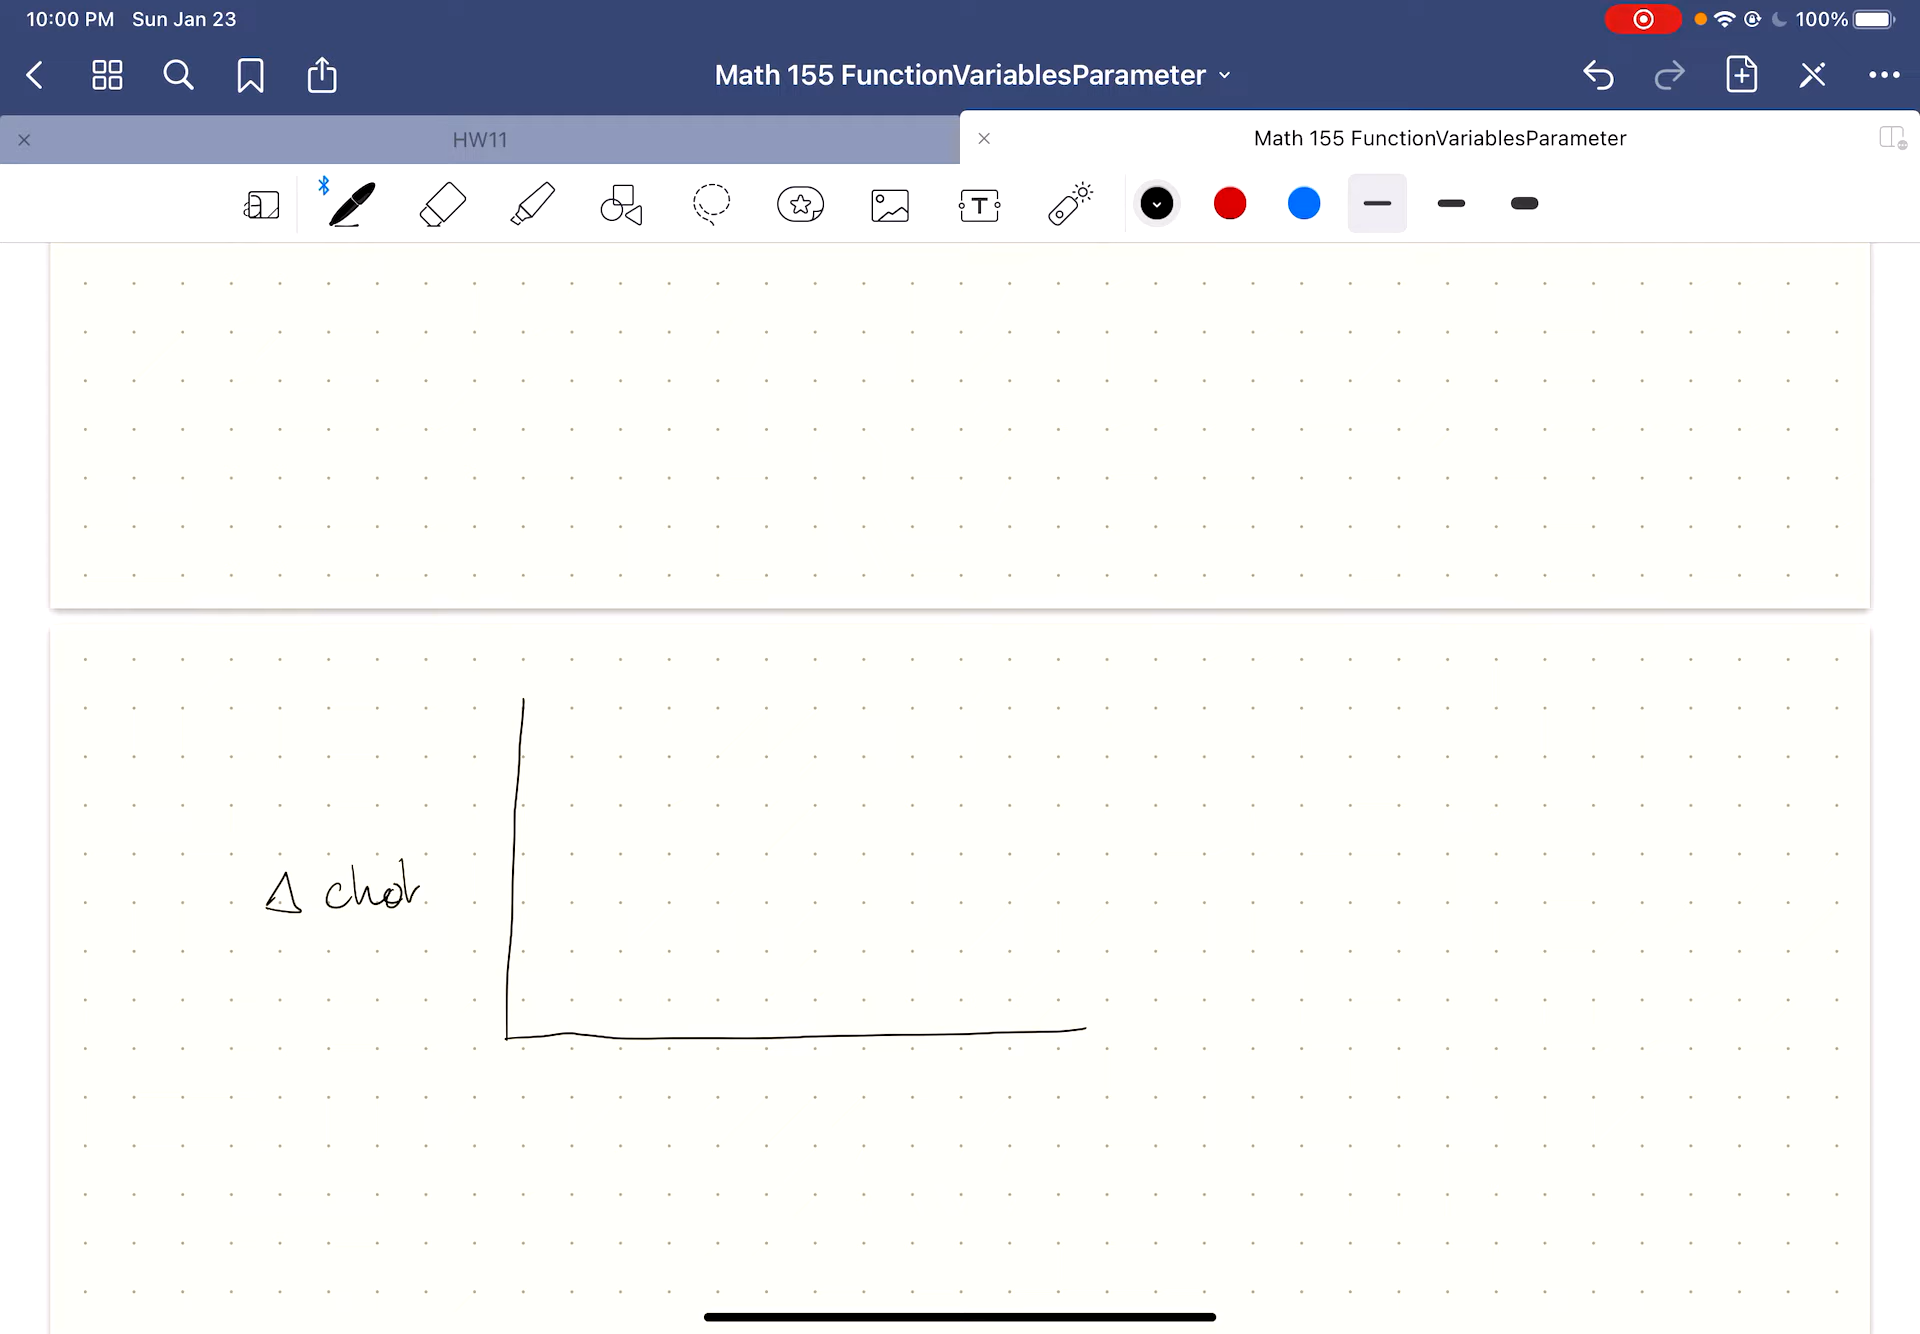 10:00 PM Sun Jan 23
100%
Math 155 FunctionVariablesParameter
HW11
Math 155 FunctionVariablesParameter
T
Δ chol